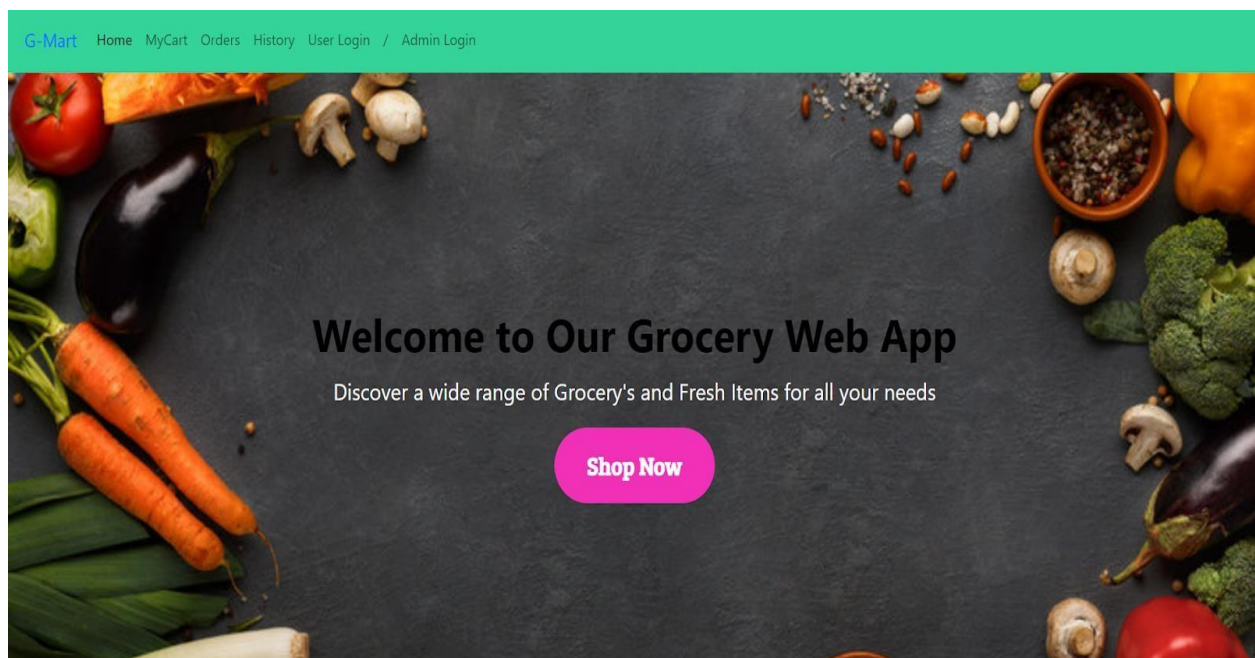 G-Mart Home MyCart Orders History User Login / Admin Login
Welcome to Our Grocery Web App
Discover a wide range of Grocery's and Fresh Items for all your needs
Shop Now